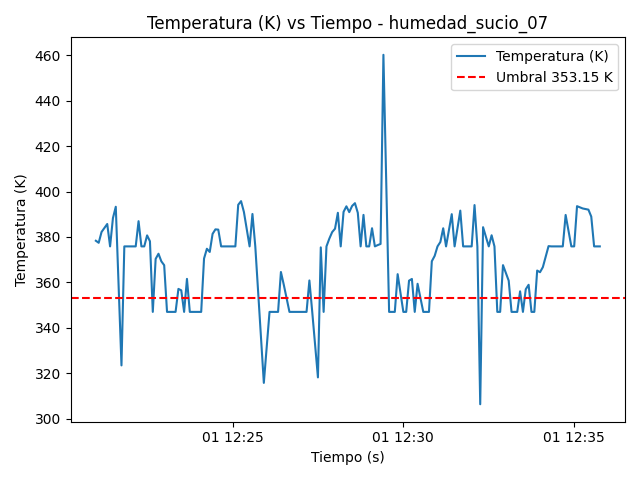 Temperatura (K) vs Tiempo - humedad_sucio_07
Temperatura (K)
Umbral 353.15 K
Temperatura (K)
460
440
420
400
380
360
340
320
300
01 12:25
01 12:30
01 12:35
Tiempo (s)